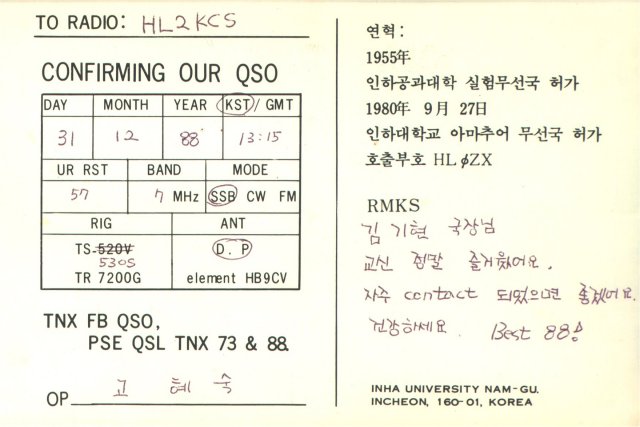 TO RADIO: HL2KCS
CONFIRMING OUR QSO
DAY MONTH YEAR KST / GMT
31 12 88 13:15
UR RST BAND MODE
57 7 MHz SSB CW FM
RIG ANT
TS-520V D. P
530S
TR 7200G element HB9CV
TNX FB QSO,
PSE QSL TNX 73 & 88.
OP 고 혜 숙
연혁:
1955年
인하공과대학 실험무선국 허가
1980年 9月 27日
인하대학교 아마추어 무선국 허가
호출부호 HLøZX
RMKS
김 기현 국장님
교신 정말 즐거웠어요.
자주 contact 되었으면 좋겠어요.
건강하세요. Best 88!
INHA UNIVERSITY NAM-GU.
INCHEON, 160-01, KOREA